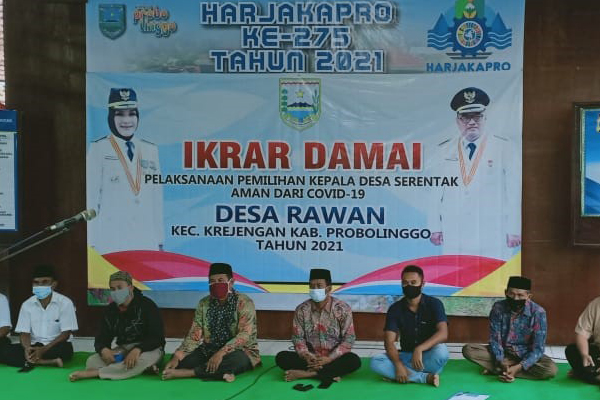 HARJAKAPRO
KE-275
TAHUN 2021
HARJAKAPRO
IKRAR DAMAI
PELAKSANAAN PEMILIHAN KEPALA DESA SERENTAK
AMAN DARI COVID-19
DESA RAWAN
KEC. KREJENGAN KAB. PROBOLINGGO
TAHUN 2021